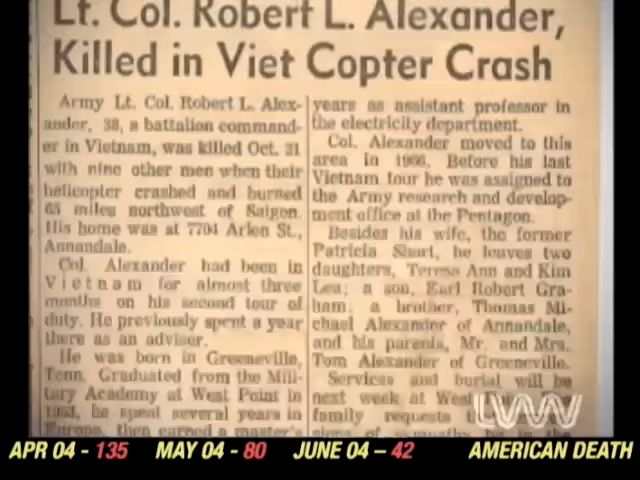 Lt. Col. Robert L. Alexander,
Killed in Viet Copter Crash
Army Lt. Col. Robert L. Alex-
ander, 38, a battalion command-
er in Vietnam, was killed Oct. 31
with nine other men when their
helicopter crashed and burned
65 miles northwest of Saigon.
His home was at 7704 Arlen St.,
Annandale.
Col. Alexander had been in
Vietnam for almost three
months on his second tour of
duty. He previously spent a year
there as an adviser.
He was born in Greeneville,
Tenn. Graduated from the Mili-
tary Academy at West Point in
he spent several years in
Europe, then earned a master's
years as assistant professor in
the electricity department.
Col. Alexander moved to this
area in 1966. Before his last
Vietnam tour he was assigned to
the Army research and develop-
ment office at the Pentagon.
Besides his wife, the former
Patricia Short, he leaves two
daughters, Teresa Ann and Kim
Lea; a son, Earl Robert Gra-
ham; a brother, Thomas Mi-
chael Alexander of Annandale,
and his parents, Mr. and Mrs.
Tom Alexander of Greeneville.
Services and burial will be
next week at West
family requests
of sympathy be in the
APR 04 - 135 MAY 04 - 80 JUNE 04 – 42 AMERICAN DEATH